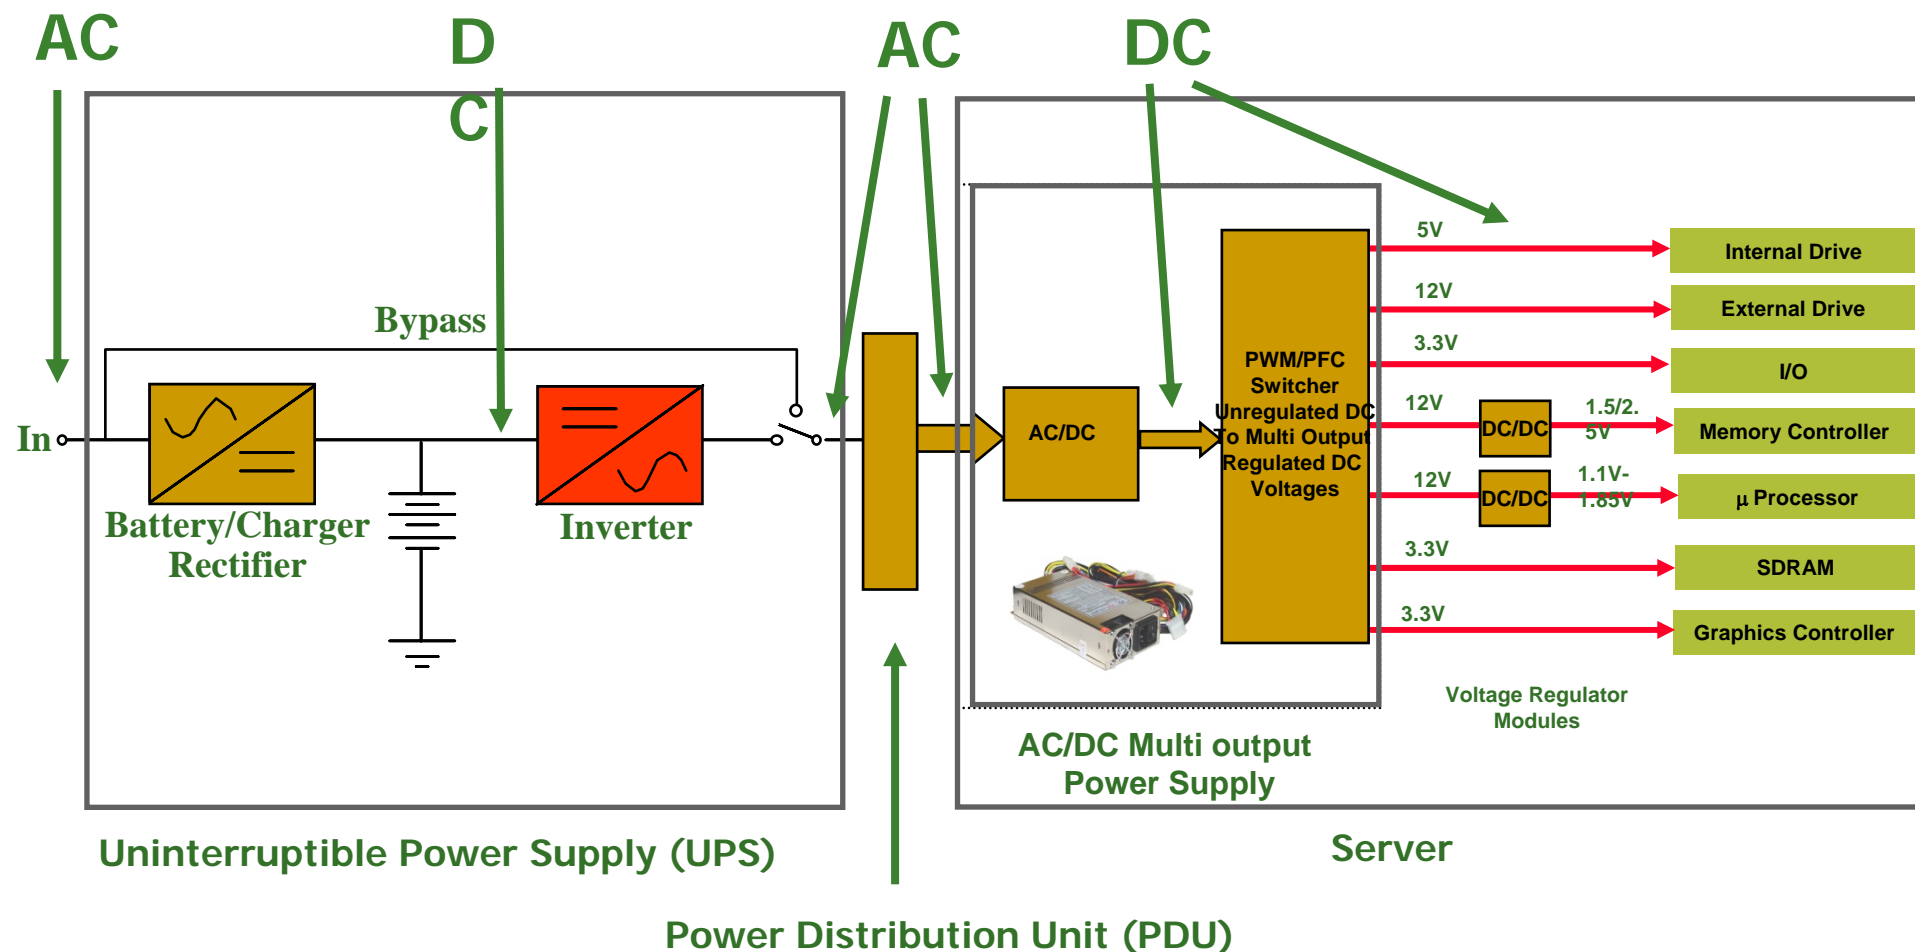 AC
D
C
AC
DC
Bypass
In
Battery/Charger
Rectifier
Inverter
AC/DC
PWM/PFC
Switcher
Unregulated DC
To Multi Output
Regulated DC
Voltages
5V
Internal Drive
12V
External Drive
3.3V
I/O
12V
DC/DC
1.5/2.
5V
Memory Controller
12V
DC/DC
1.1V-
1.85V
µ Processor
3.3V
SDRAM
3.3V
Graphics Controller
Voltage Regulator
Modules
AC/DC Multi output
Power Supply
Uninterruptible Power Supply (UPS)
Server
Power Distribution Unit (PDU)